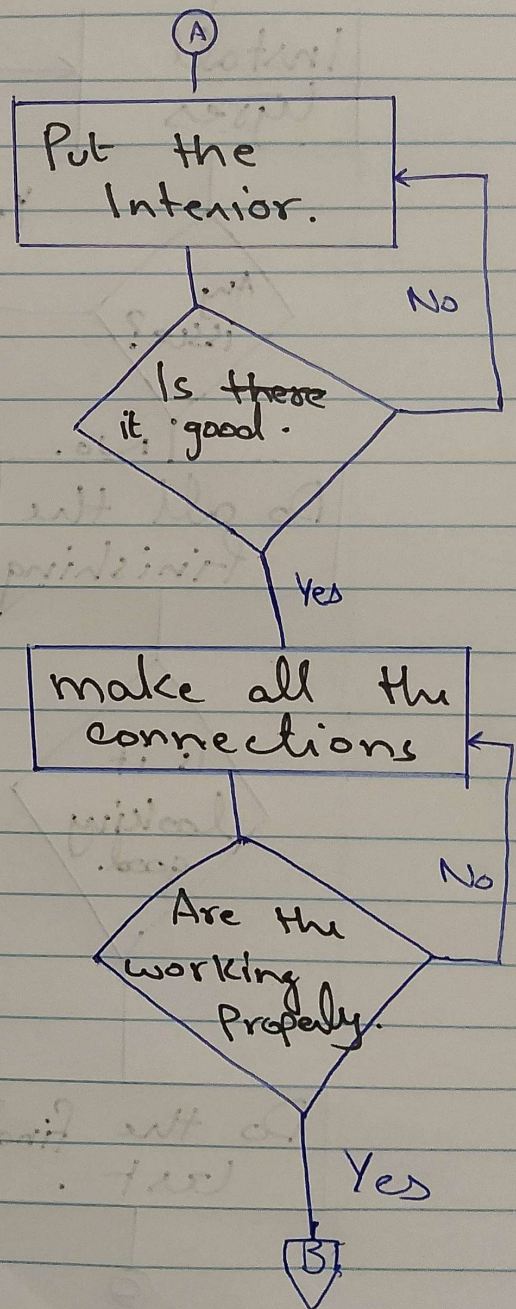 A
Put the
Interior.
No
Is there
it good.
Yes
make all the
connections
No
Are the
working
Properly.
Yes
B